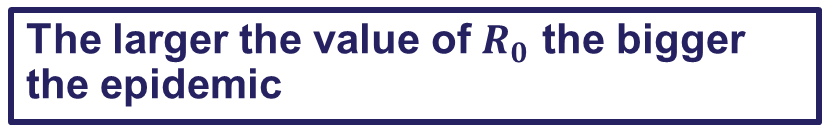 The larger the value of R₀ the bigger
the epidemic